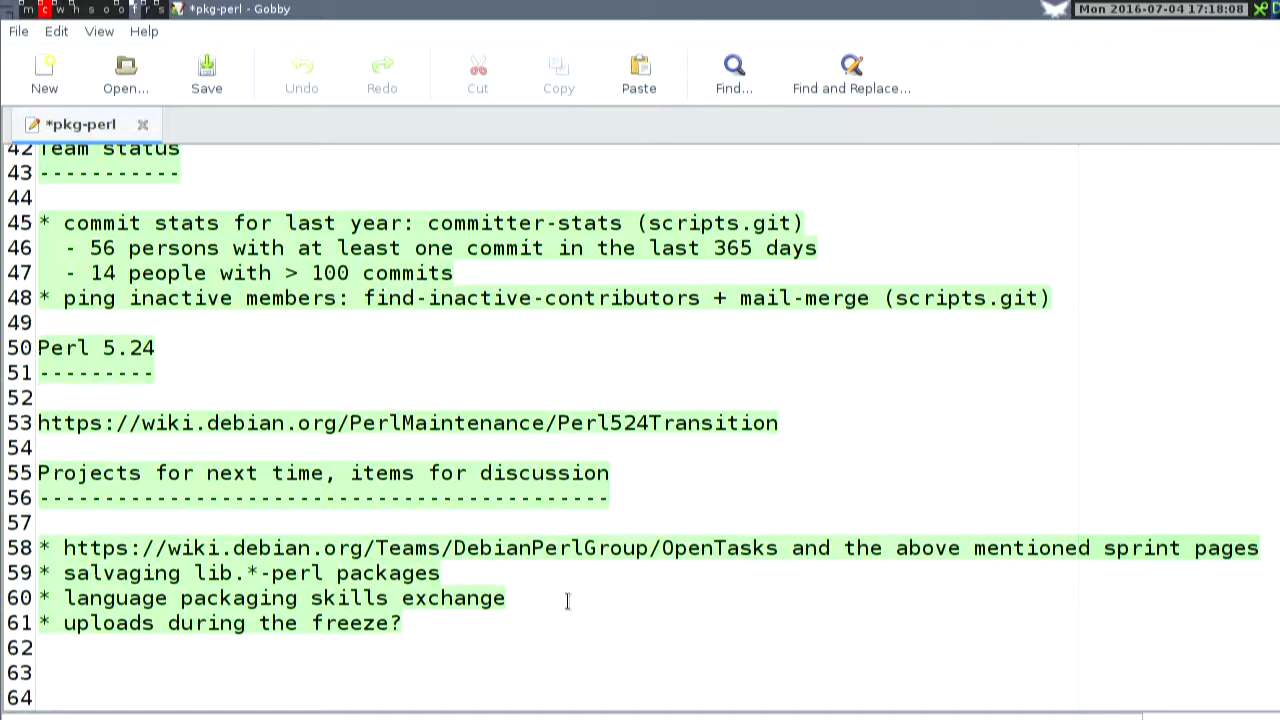 m c w h s o o f r s *pkg-perl - Gobby
Mon 2016-07-04 17:18:08
File Edit View Help
New Open... Save Undo Redo Cut Copy Paste Find... Find and Replace...
*pkg-perl
42 Team status
43 -----------
44
45 * commit stats for last year: committer-stats (scripts.git)
46 - 56 persons with at least one commit in the last 365 days
47 - 14 people with > 100 commits
48 * ping inactive members: find-inactive-contributors + mail-merge (scripts.git)
49
50 Perl 5.24
51 ---------
52
53 https://wiki.debian.org/PerlMaintenance/Perl524Transition
54
55 Projects for next time, items for discussion
56 --------------------------------------------
57
58 * https://wiki.debian.org/Teams/DebianPerlGroup/OpenTasks and the above mentioned sprint pages
59 * salvaging lib.*-perl packages
60 * language packaging skills exchange
61 * uploads during the freeze?
62
63
64